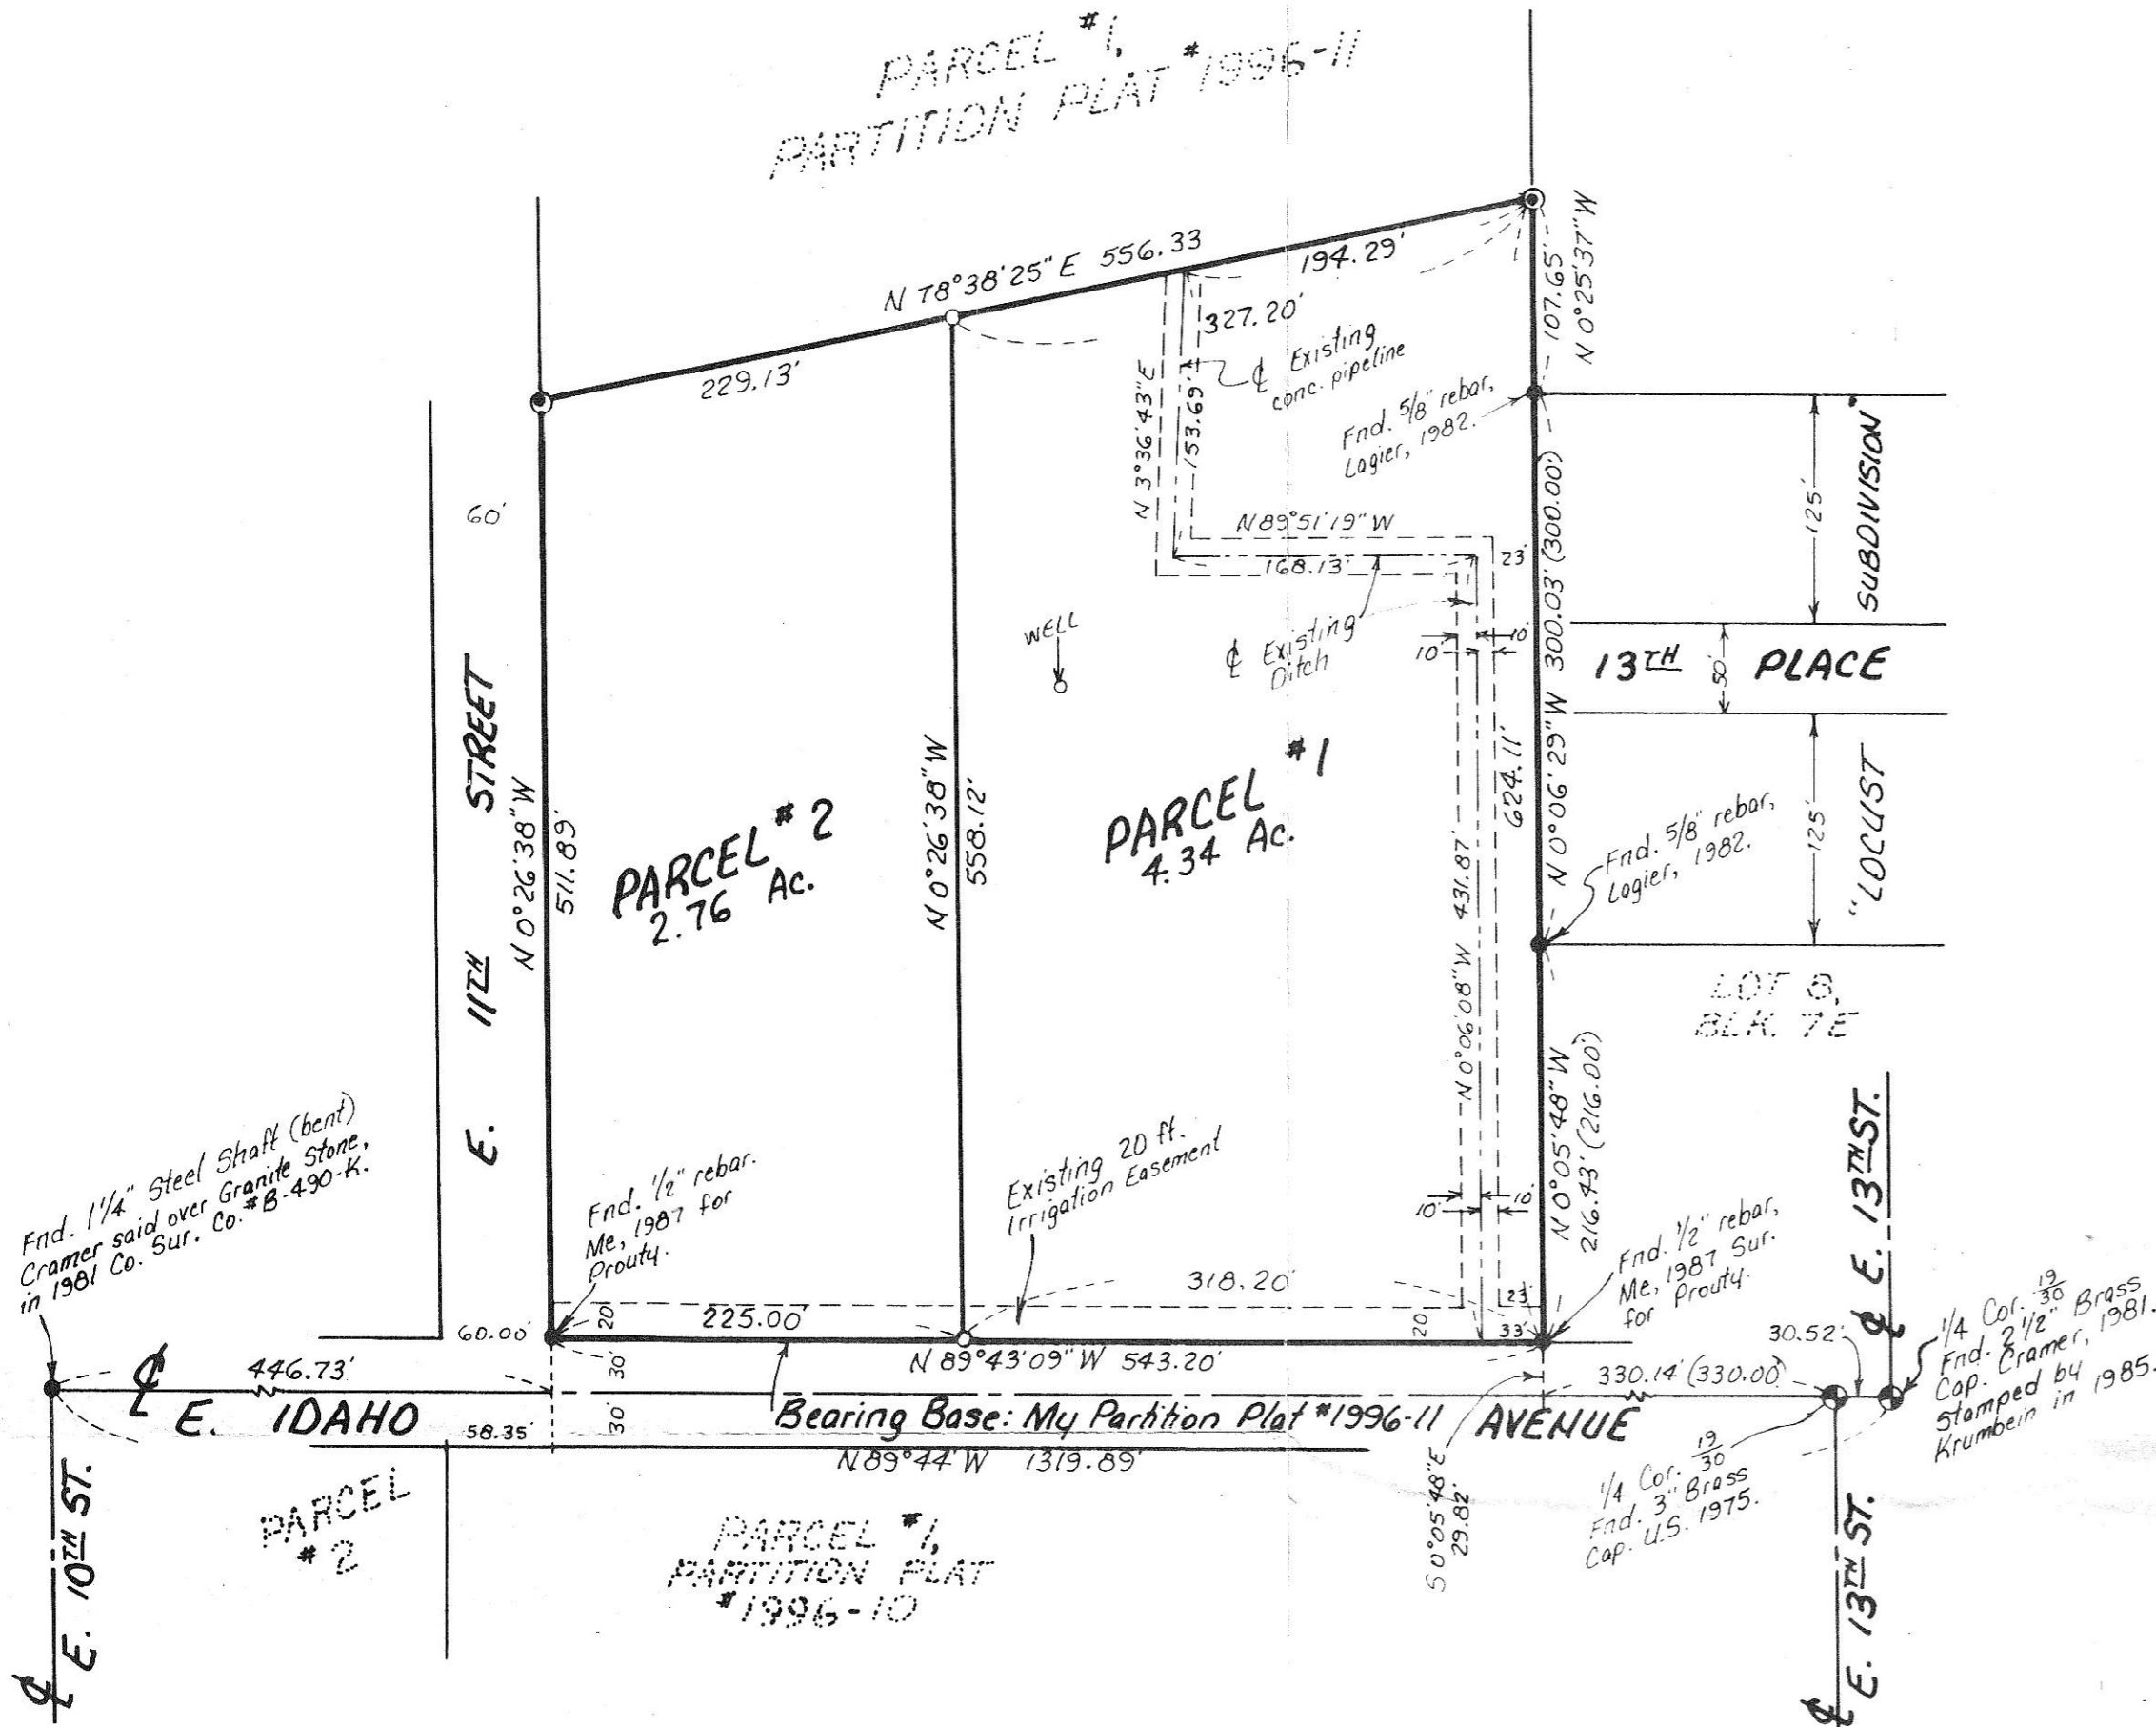 PARCEL #1,
PARTITION PLAT #1996-11
N 78°38'25" E 556.33
194.29'
229.13'
327.20'
℄ Existing
conc. pipeline
N 3°36'43" E
153.69'
107.65'
N 0°25'37" W
Fnd. 5/8" rebar,
Lagier, 1982.
60'
N 89°51'19" W
168.13'
23'
WELL
℄ Existing
Ditch
10'
10'
N 0°06'29" W 300.03' (300.00')
125'
50'
125'
"LOCUST
SUBDIVISION"
13TH PLACE
E. 11TH STREET
N 0°26'38" W
511.89'
PARCEL #2
2.76 Ac.
N 0°26'38" W
558.12'
PARCEL #1
4.34 Ac.
N 0°06'08" W 431.87'
624.11'
Fnd. 5/8" rebar,
Lagier, 1982.
LOT 8,
BLK. 7E
N 0°05'48" W
216.43' (216.00')
℄ E. 13TH ST.
Fnd. 1 1/4" Steel Shaft (bent)
Cramer said over Granite Stone,
in 1981 Co. Sur. Co. #B-490-K.
Fnd. 1/2" rebar.
Me, 1987 for
Prouty.
Existing 20 ft.
Irrigation Easement
10'
10'
318.20'
23'
Fnd. 1/2" rebar,
Me, 1987 Sur.
for Prouty.
60.00'
20'
225.00'
20'
33'
N 89°43'09" W 543.20'
446.73'
30'
30'
330.14' (330.00')
30.52'
1/4 Cor. 19/30
Fnd. 2 1/2" Brass
Cap. Cramer, 1981.
Stamped by
Krumbein in 1985.
℄
E. IDAHO AVENUE
58.35'
Bearing Base: My Partition Plat #1996-11
N 89°44' W 1319.89'
S 0°05'48" E
29.82'
1/4 Cor. 19/30
Fnd. 3" Brass
Cap. U.S. 1975.
℄ E. 10TH ST.
PARCEL
#2
PARCEL #1,
PARTITION PLAT
#1996-10
℄ E. 13TH ST.